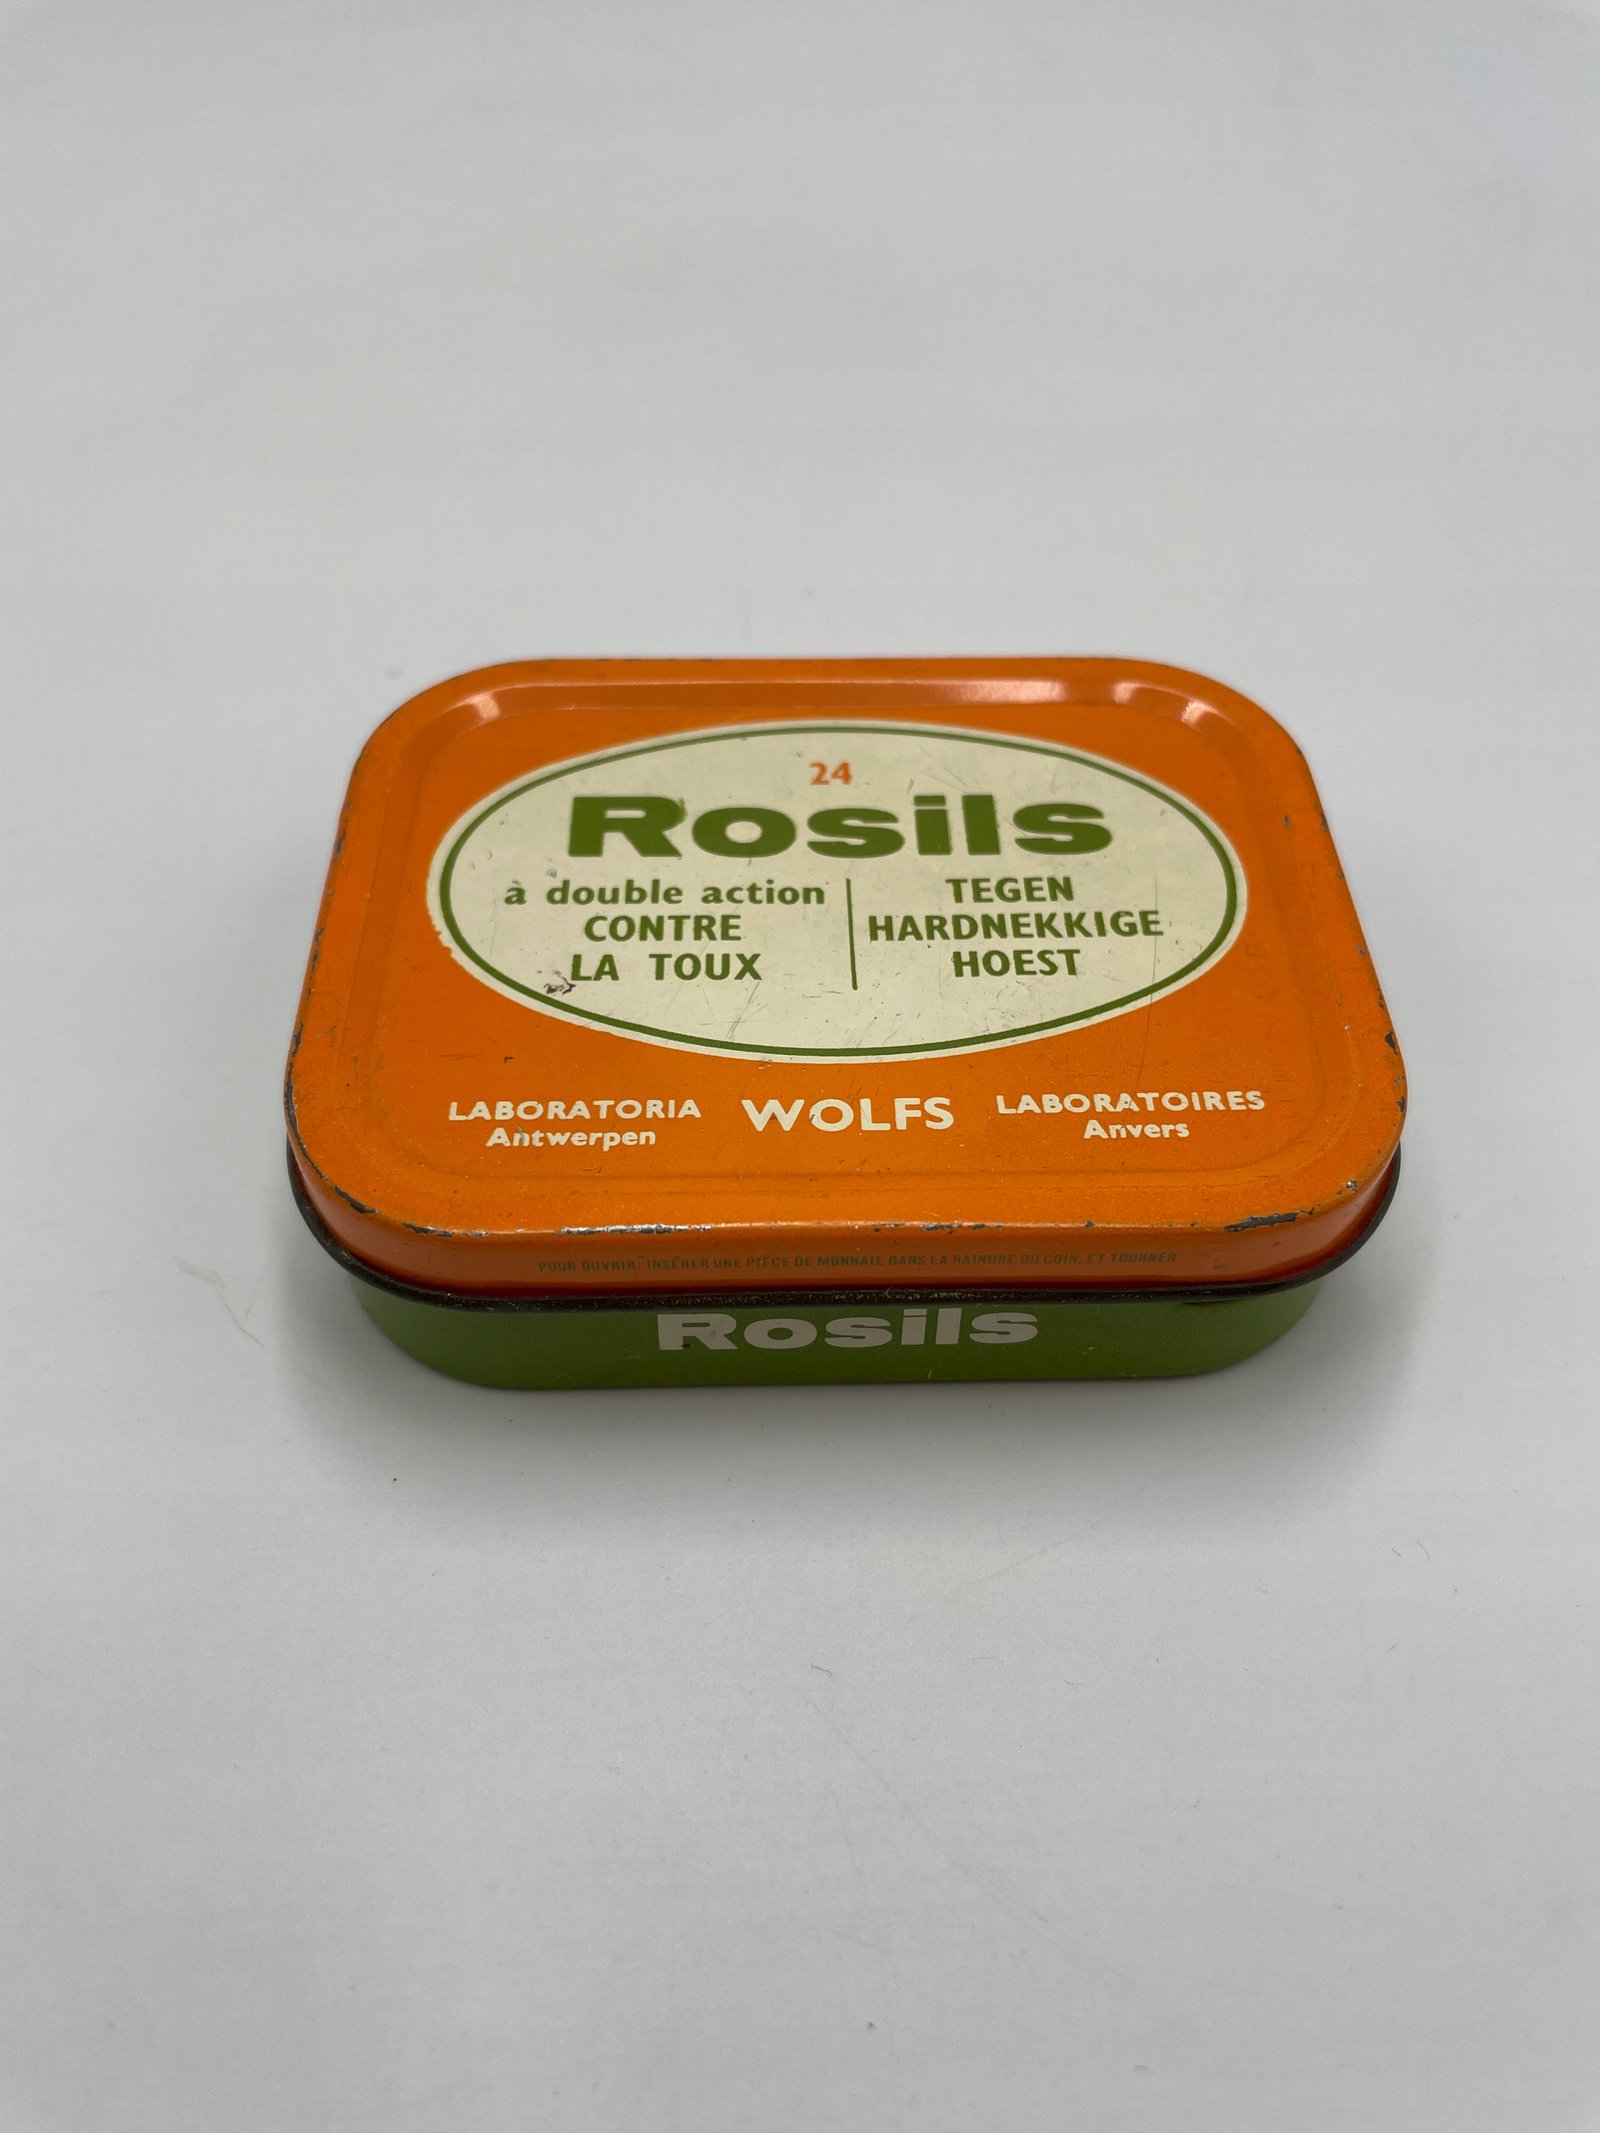 24
Rosils
à double action
CONTRE
LA TOUX
TEGEN
HARDNEKKIGE
HOEST
LABORATORIA
Antwerpen
WOLFS
LABORATOIRES
Anvers
POUR OUVRIR: INSÉRER UNE PIÈCE DE MONNAIE DANS LA RAINURE DU COIN, ET TOURNER
Rosils